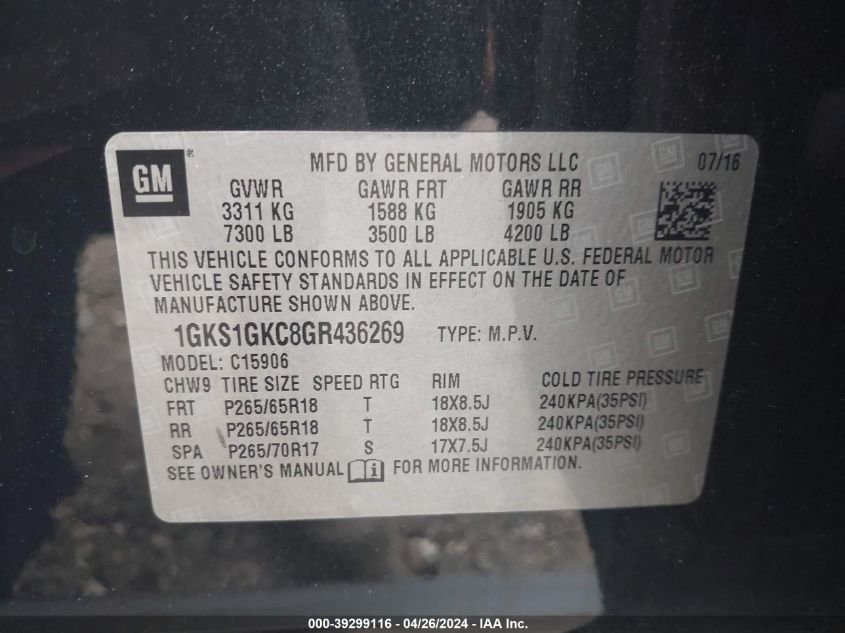 GM ® MFD BY GENERAL MOTORS LLC 07/16
GVWR GAWR FRT GAWR RR
3311 KG 1588 KG 1905 KG
7300 LB 3500 LB 4200 LB
THIS VEHICLE CONFORMS TO ALL APPLICABLE U.S. FEDERAL MOTOR
VEHICLE SAFETY STANDARDS IN EFFECT ON THE DATE OF
MANUFACTURE SHOWN ABOVE.
1GKS1GKC8GR436269 TYPE: M.P.V.
MODEL: C15906
CHW9 TIRE SIZE SPEED RTG RIM COLD TIRE PRESSURE
FRT P265/65R18 T 18X8.5J 240KPA(35PSI)
RR P265/65R18 T 18X8.5J 240KPA(35PSI)
SPA P265/70R17 S 17X7.5J 240KPA(35PSI)
SEE OWNER'S MANUAL i FOR MORE INFORMATION.
000-39299116 - 04/26/2024 - IAA Inc.